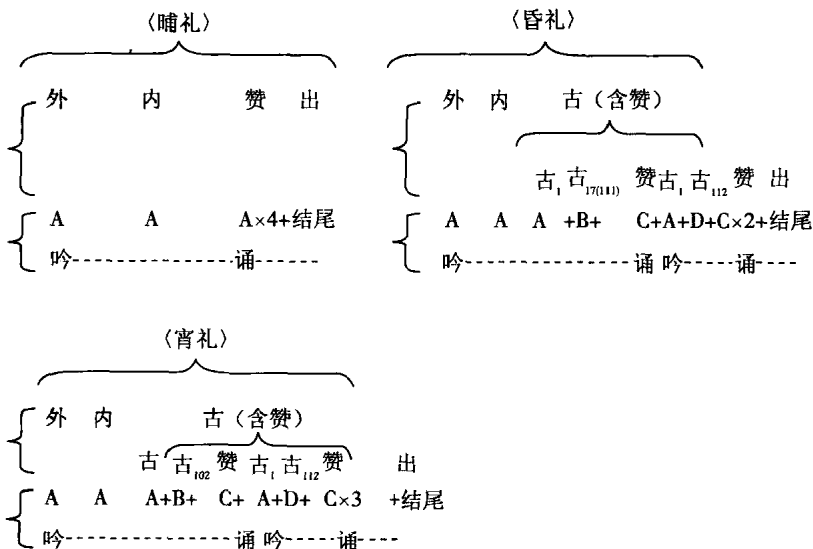 〈晡礼〉
外 内 赞 出
A A A×4+结尾
吟-------------------诵-----
〈昏礼〉
外 内 古（含赞）
古1 古17(111) 赞古1 古112 赞 出
A A A +B+ C+A+D+C×2+结尾
吟-------------------诵 吟-----诵----
〈宵礼〉
外 内 古（含赞）
古 古102 赞 古1 古112 赞 出
A A A+B+ C+ A+D+ C×3 +结尾
吟-------------------诵 吟-----诵----